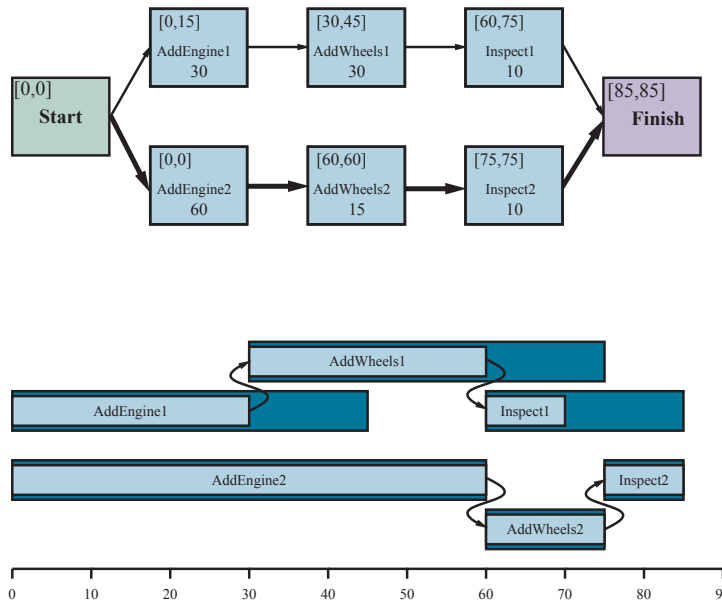 [0,15]
AddEngine1
30
[30,45]
AddWheels1
30
[60,75]
Inspect1
10
[0,0]
Start
[85,85]
Finish
[0,0]
AddEngine2
60
[60,60]
AddWheels2
15
[75,75]
Inspect2
10
AddWheels1
AddEngine1
Inspect1
AddEngine2
Inspect2
AddWheels2
0 10 20 30 40 50 60 70 80